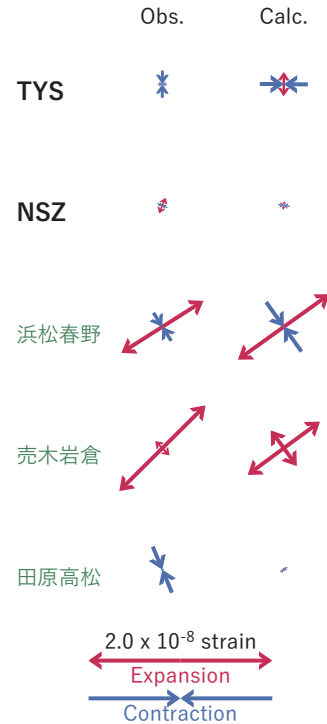 Obs. Calc.
TYS
NSZ
浜松春野
売木岩倉
田原高松
2.0 x 10⁻⁸ strain
Expansion
Contraction